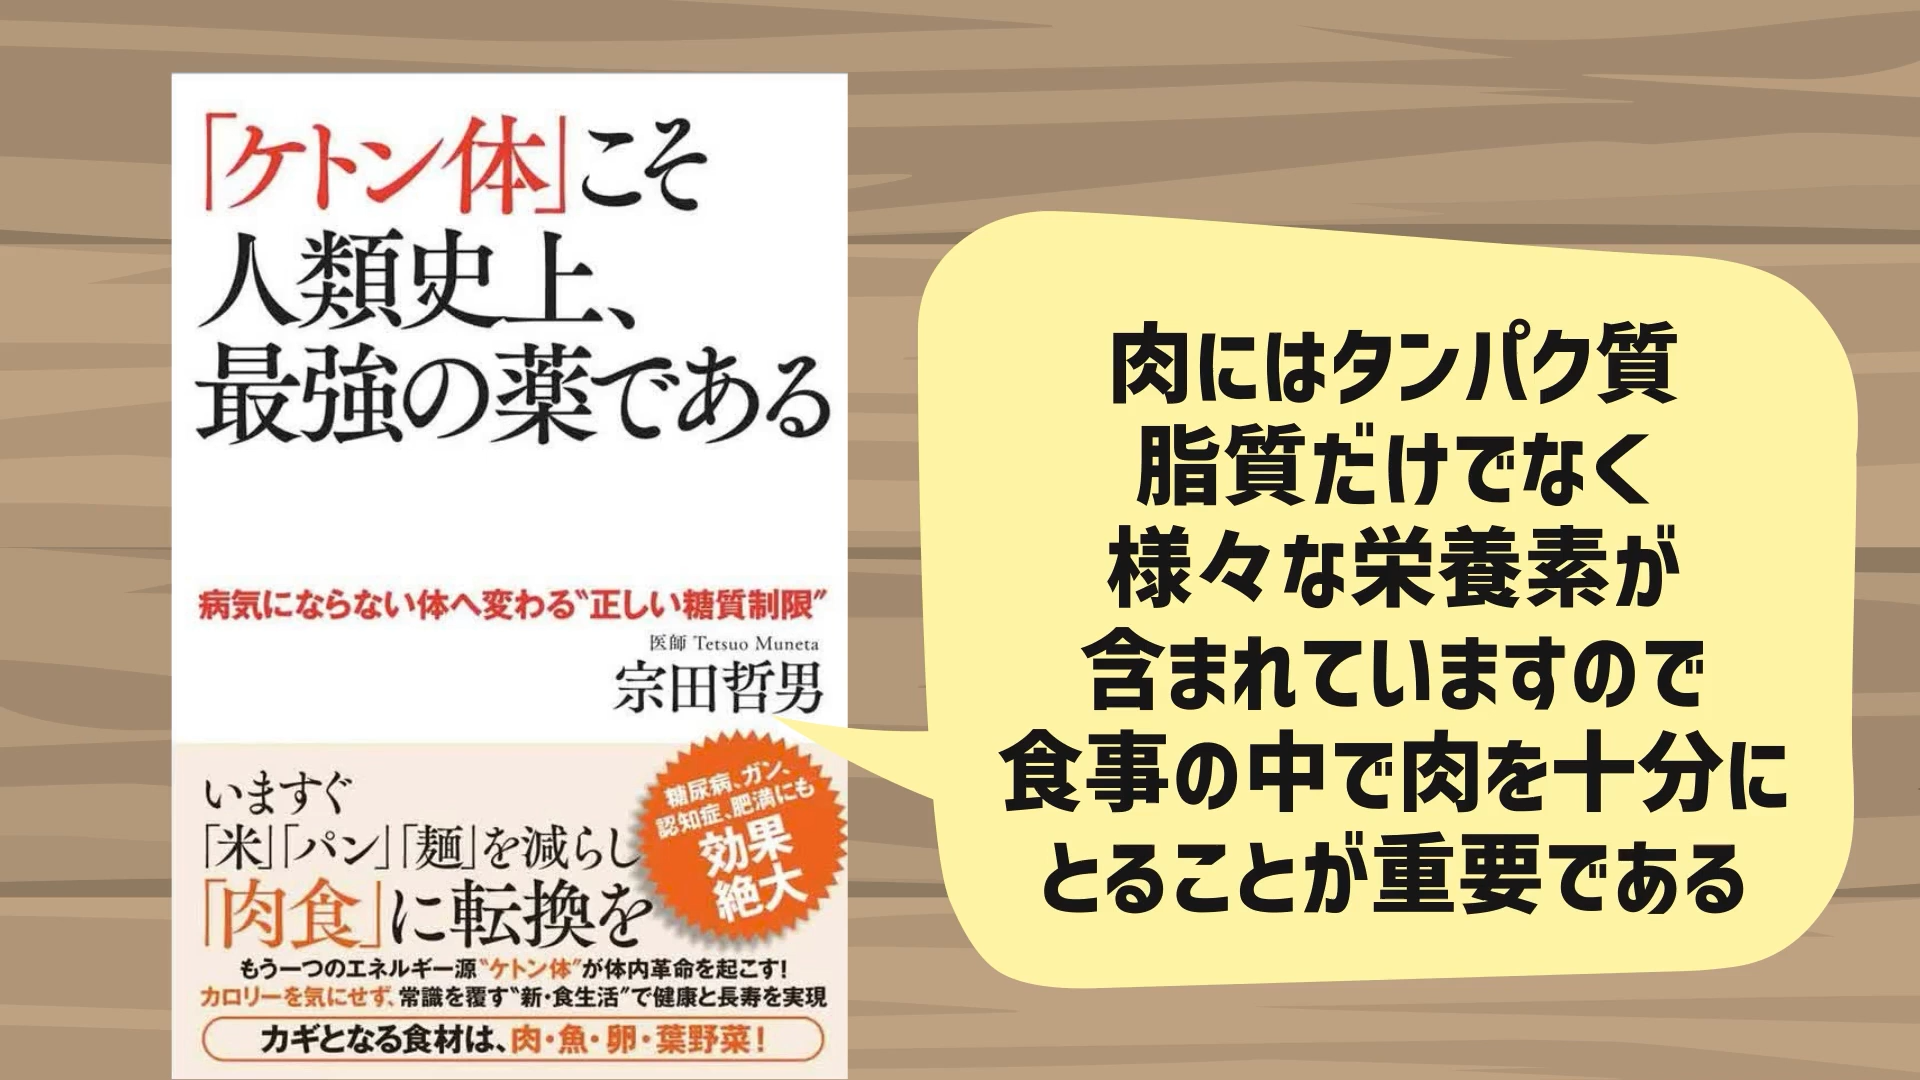 「ケトン体」こそ
人類史上、
最強の薬である
病気にならない体へ変わる“正しい糖質制限”
医師 Tetsuo Muneta
宗田哲男
いますぐ
「米」「パン」「麺」を減らし
「肉食」に転換を
糖尿病、ガン、
認知症、肥満にも
効果
絶大
もう一つのエネルギー源“ケトン体”が体内革命を起こす!
カロリーを気にせず、常識を覆す“新・食生活”で健康と長寿を実現
カギとなる食材は、肉・魚・卵・葉野菜!
肉にはタンパク質
脂質だけでなく
様々な栄養素が
含まれていますので
食事の中で肉を十分に
とることが重要である